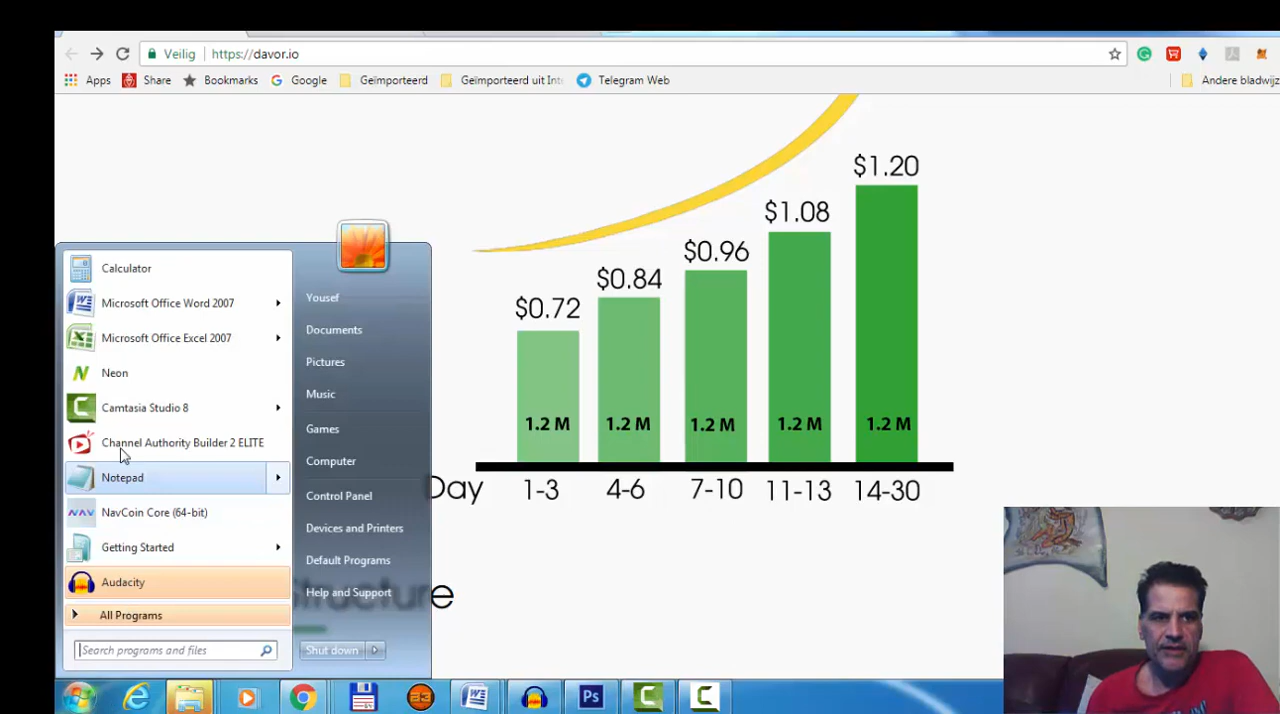 Veilig https://davor.io
Apps Share Bookmarks Google Geïmporteerd Geïmporteerd uit Int Telegram Web Andere bladwijz
$1.20
$1.08
$0.96
$0.84
$0.72
1.2 M 1.2 M 1.2 M 1.2 M 1.2 M
Day 1-3 4-6 7-10 11-13 14-30
Structure
Calculator
Microsoft Office Word 2007
Microsoft Office Excel 2007
Neon
Camtasia Studio 8
Channel Authority Builder 2 ELITE
Notepad
NavCoin Core (64-bit)
Getting Started
Audacity
All Programs
Search programs and files
Yousef
Documents
Pictures
Music
Games
Computer
Control Panel
Devices and Printers
Default Programs
Help and Support
Shut down
Ps